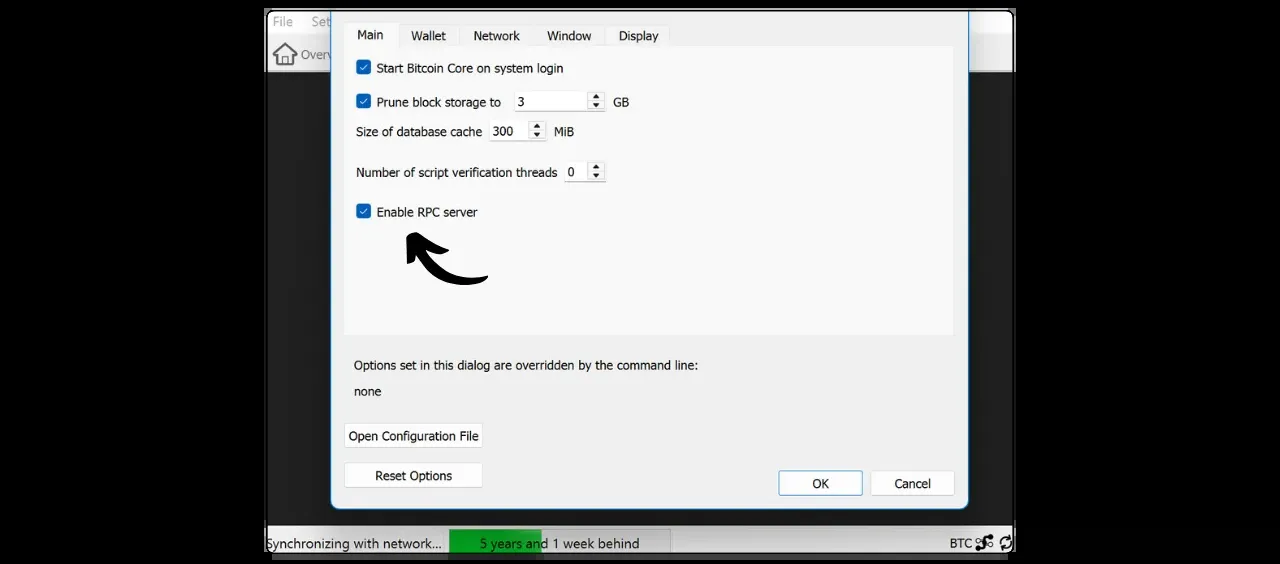 File Set
Overv
Main Wallet Network Window Display
Start Bitcoin Core on system login
Prune block storage to 3 GB
Size of database cache 300 MiB
Number of script verification threads 0
Enable RPC server
Options set in this dialog are overridden by the command line:
none
Open Configuration File
Reset Options
OK Cancel
Synchronizing with network... 5 years and 1 week behind BTC